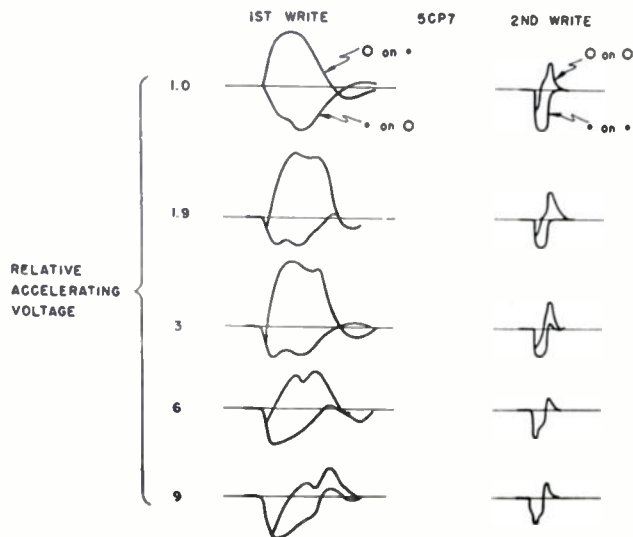 1ST WRITE 5CP7 2ND WRITE
O on •
O on O
1.0
• on O
• on •
1.9
RELATIVE
ACCELERATING
VOLTAGE
3
6
9